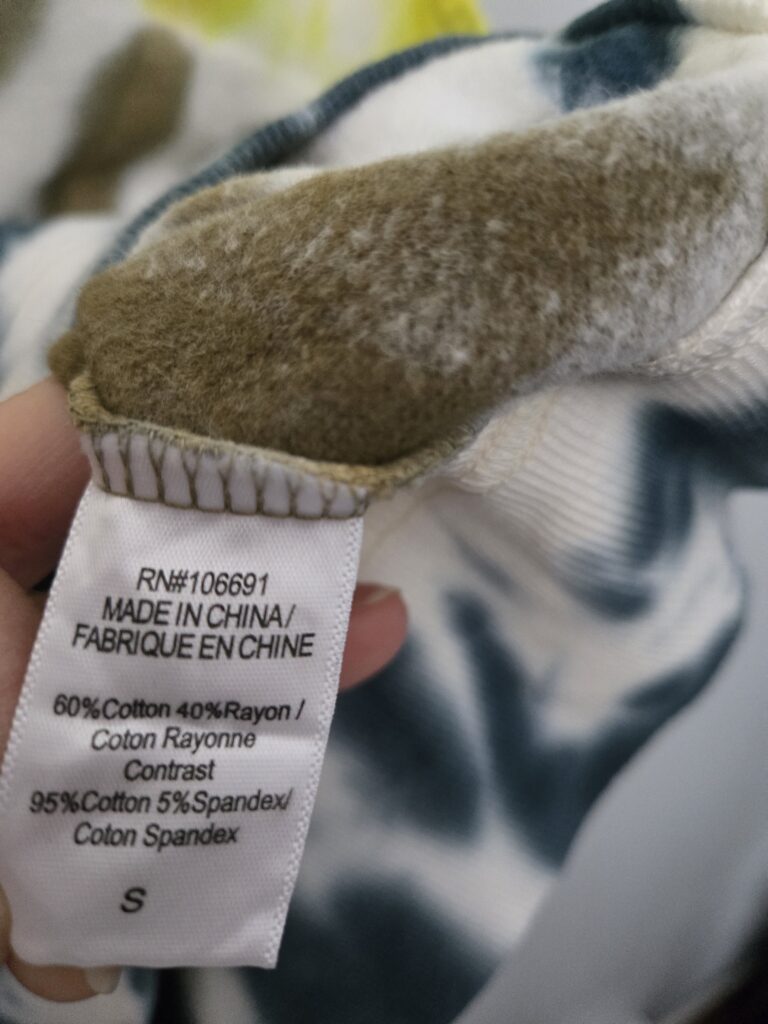 RN#106691
MADE IN CHINA/
FABRIQUE EN CHINE
60%Cotton 40%Rayon /
Coton Rayonne
Contrast
95%Cotton 5%Spandex/
Coton Spandex
S